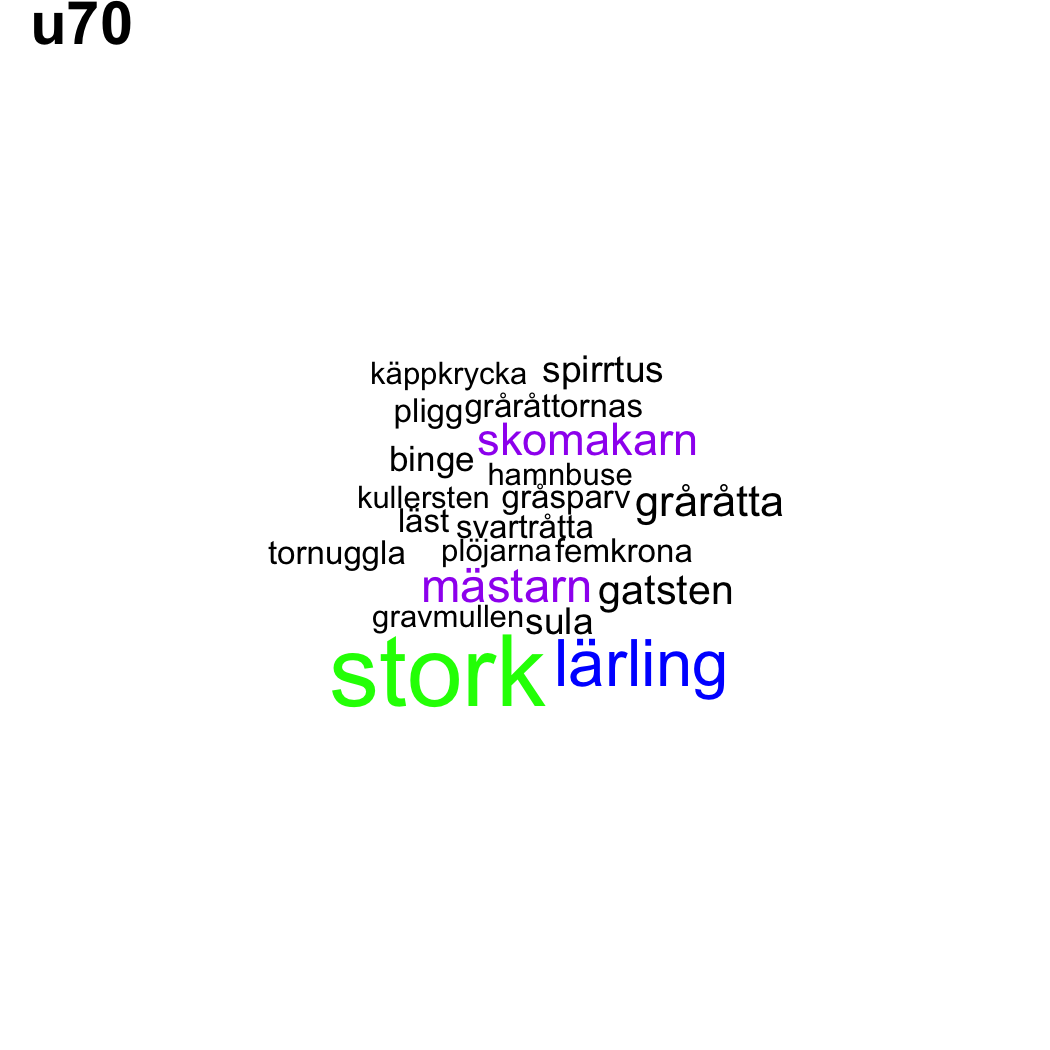 u70
käppkrycka spirrtus
pligg gråråttornas
skomakarn
binge hamnbuse
kullersten gråsparv gråråtta
läst svartråtta
tornuggla plöjarna femkrona
mästarn gatsten
gravmullen sula
stork lärling